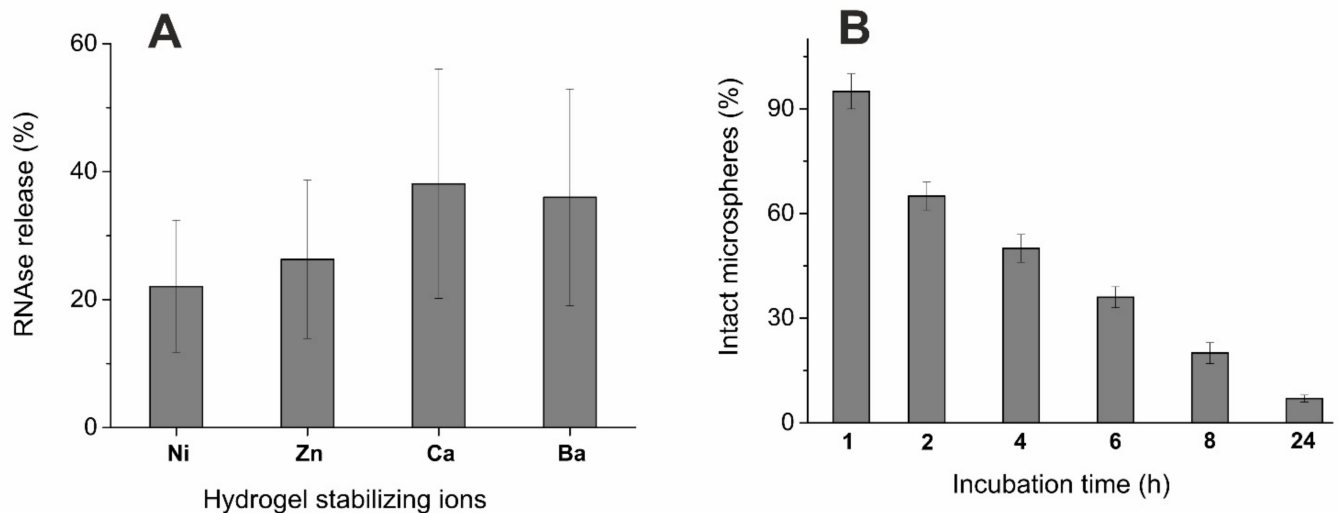 A
RNAse release (%)
60
40
20
0
Ni Zn Ca Ba
Hydrogel stabilizing ions
B
Intact microspheres (%)
90
60
30
0
1 2 4 6 8 24
Incubation time (h)